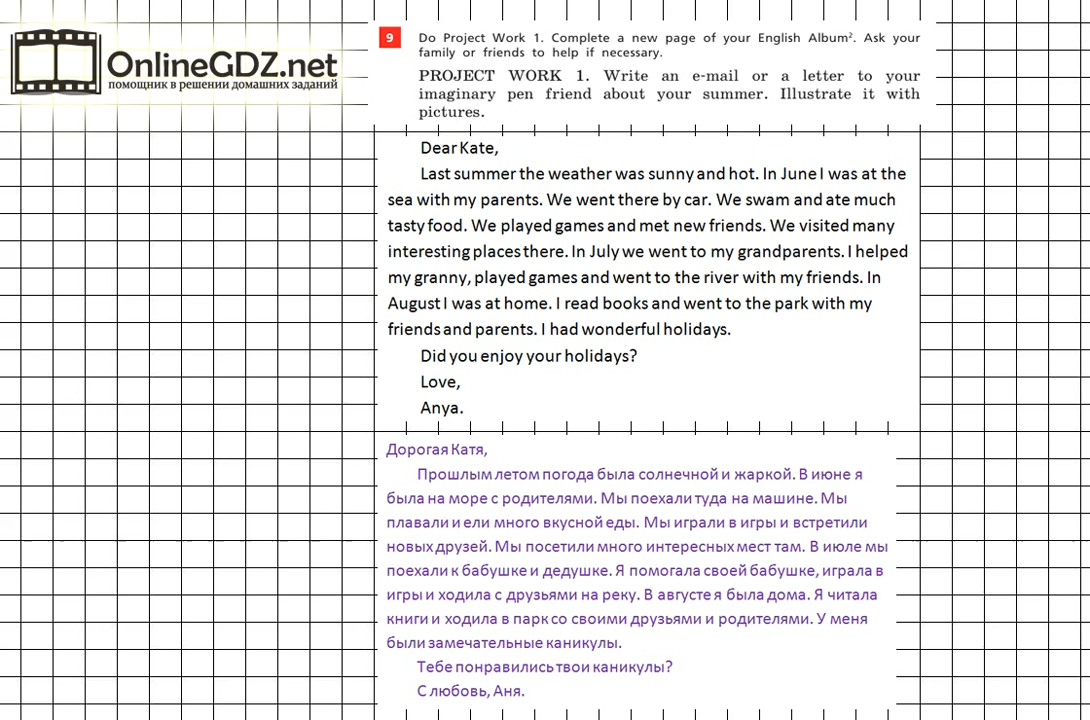 OnlineGDZ.net
помощник в решении домашних заданий
9 Do Project Work 1. Complete a new page of your English Album². Ask your
family or friends to help if necessary.
PROJECT WORK 1. Write an e-mail or a letter to your
imaginary pen friend about your summer. Illustrate it with
pictures.
Dear Kate,
Last summer the weather was sunny and hot. In June I was at the
sea with my parents. We went there by car. We swam and ate much
tasty food. We played games and met new friends. We visited many
interesting places there. In July we went to my grandparents. I helped
my granny, played games and went to the river with my friends. In
August I was at home. I read books and went to the park with my
friends and parents. I had wonderful holidays.
Did you enjoy your holidays?
Love,
Anya.
Дорогая Катя,
Прошлым летом погода была солнечной и жаркой. В июне я
была на море с родителями. Мы поехали туда на машине. Мы
плавали и ели много вкусной еды. Мы играли в игры и встретили
новых друзей. Мы посетили много интересных мест там. В июле мы
поехали к бабушке и дедушке. Я помогала своей бабушке, играла в
игры и ходила с друзьями на реку. В августе я была дома. Я читала
книги и ходила в парк со своими друзьями и родителями. У меня
были замечательные каникулы.
Тебе понравились твои каникулы?
С любовь, Аня.